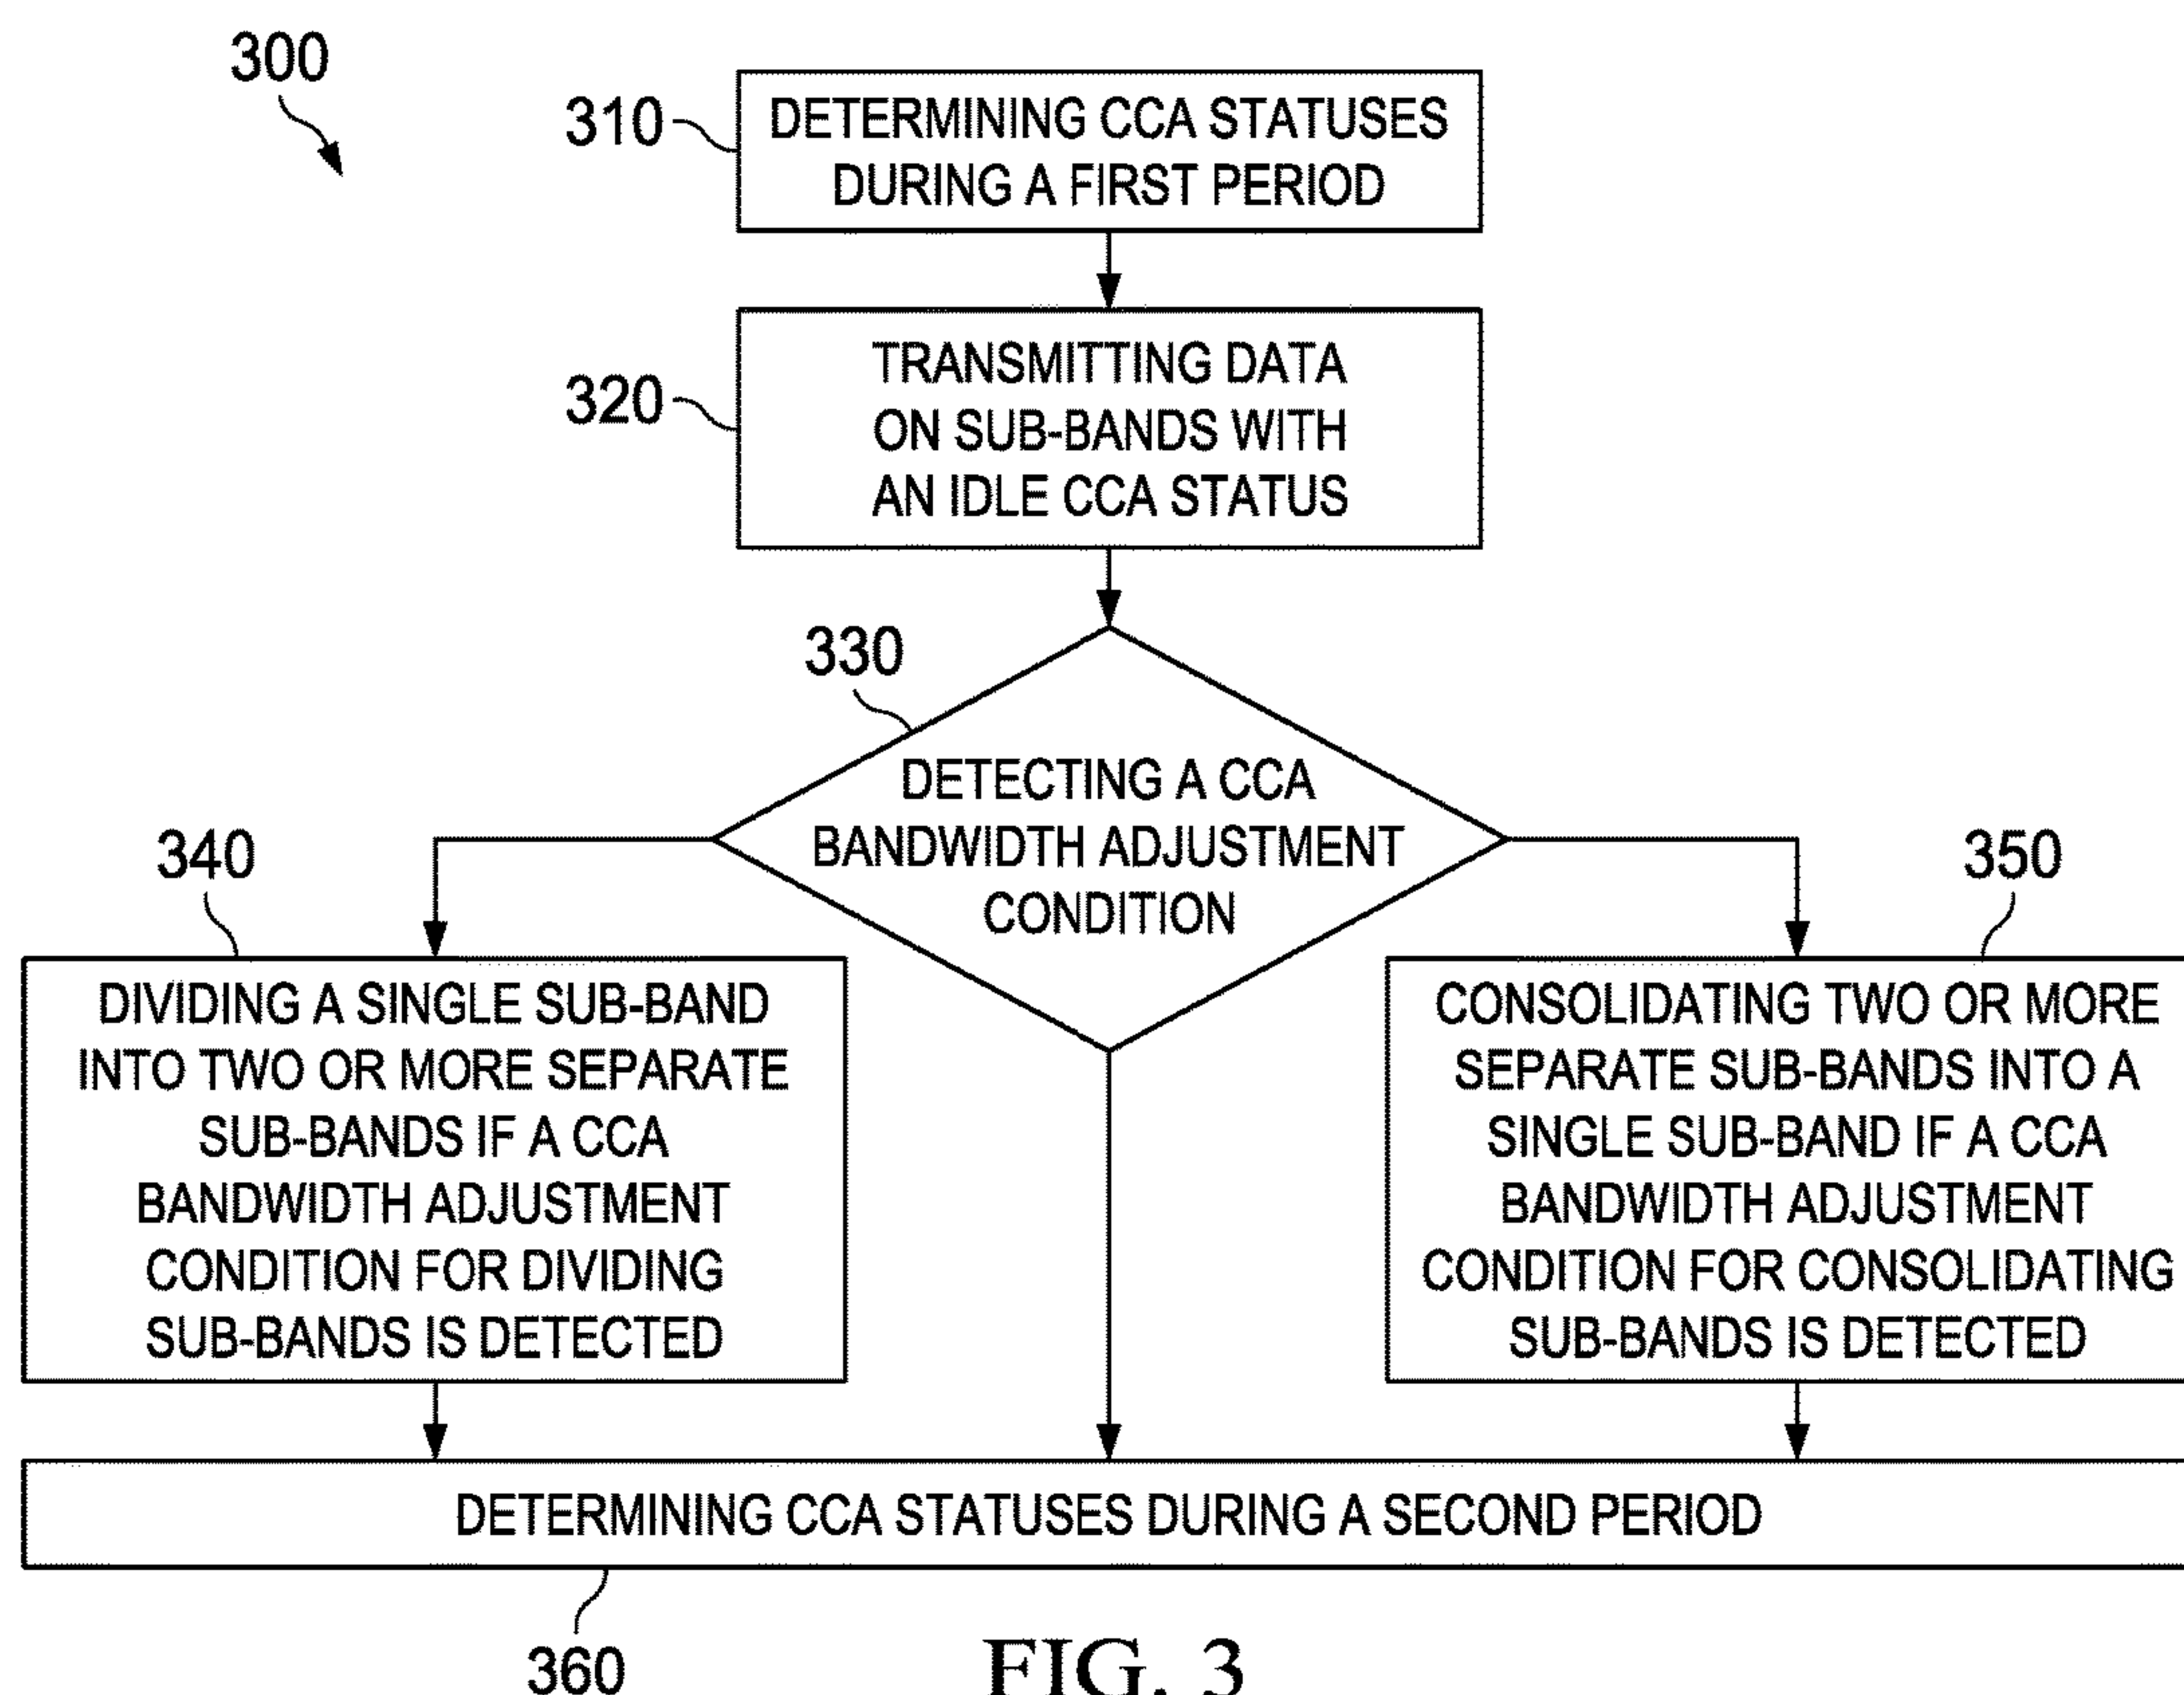 300
310
DETERMINING CCA STATUSES
DURING A FIRST PERIOD
320
TRANSMITTING DATA
ON SUB-BANDS WITH
AN IDLE CCA STATUS
330
DETECTING A CCA
BANDWIDTH ADJUSTMENT
CONDITION
340
DIVIDING A SINGLE SUB-BAND
INTO TWO OR MORE SEPARATE
SUB-BANDS IF A CCA
BANDWIDTH ADJUSTMENT
CONDITION FOR DIVIDING
SUB-BANDS IS DETECTED
350
CONSOLIDATING TWO OR MORE
SEPARATE SUB-BANDS INTO A
SINGLE SUB-BAND IF A CCA
BANDWIDTH ADJUSTMENT
CONDITION FOR CONSOLIDATING
SUB-BANDS IS DETECTED
DETERMINING CCA STATUSES DURING A SECOND PERIOD
360
FIG. 3